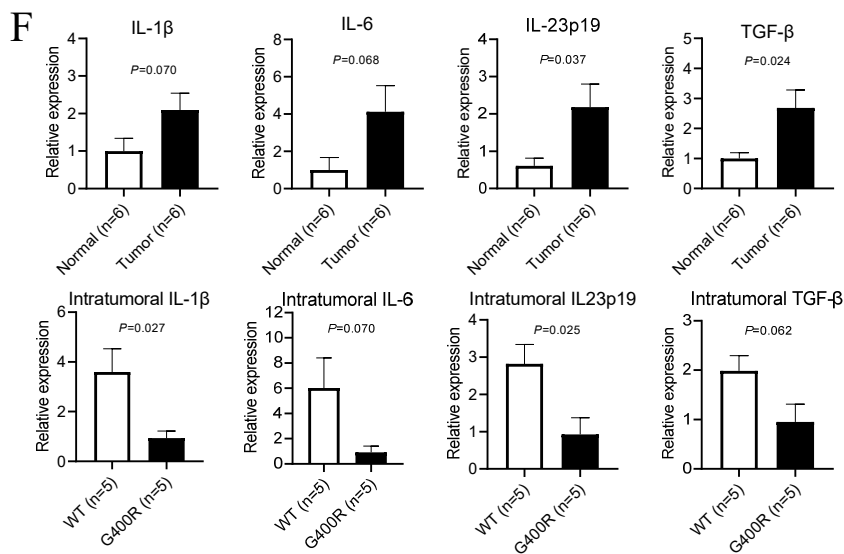 F
IL-1β
IL-6
IL-23p19
TGF-β
Relative expression
4
3
2
1
0
P=0.070
Normal (n=6)
Tumor (n=6)
Relative expression
8
6
4
2
0
P=0.068
Normal (n=6)
Tumor (n=6)
Relative expression
4
3
2
1
0
P=0.037
Normal (n=6)
Tumor (n=6)
Relative expression
5
4
3
2
1
0
P=0.024
Normal (n=6)
Tumor (n=6)
Intratumoral IL-1β
Intratumoral IL-6
Intratumoral IL23p19
Intratumoral TGF-β
Relative expression
6
4
2
0
P=0.027
WT (n=5)
G400R (n=5)
Relative expression
12
10
8
6
4
2
0
P=0.070
WT (n=5)
G400R (n=5)
Relative expression
4
3
2
1
0
P=0.025
WT (n=5)
G400R (n=5)
Relative expression
3
2
1
0
P=0.062
WT (n=5)
G400R (n=5)